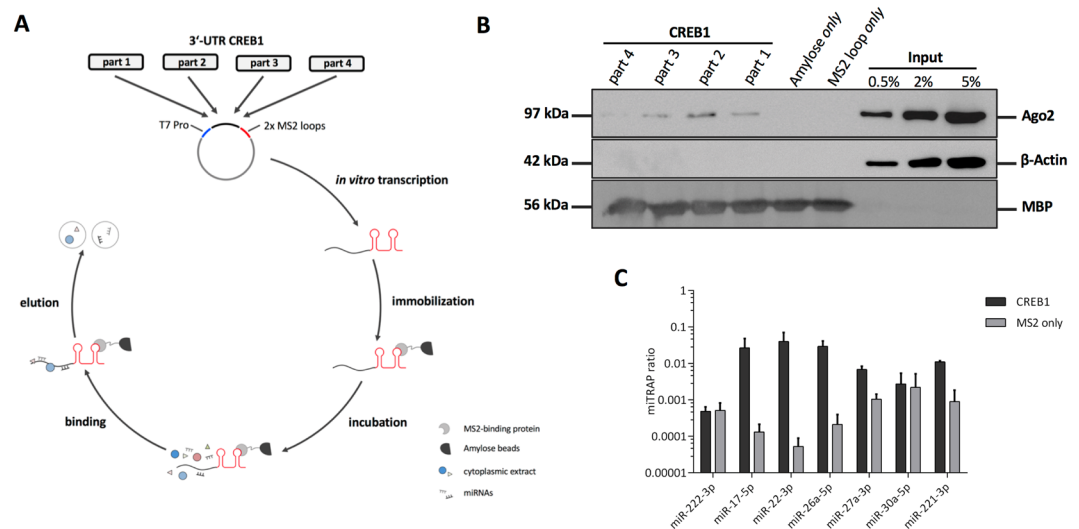 A
3‘-UTR CREB1
part 1 part 2 part 3 part 4
T7 Pro
2x MS2 loops
in vitro transcription
immobilization
incubation
binding
elution
MS2-binding protein
Amylose beads
cytoplasmic extract
miRNAs
B
CREB1
part 4 part 3 part 2 part 1 Amylose only MS2 loop only
Input
0.5% 2% 5%
97 kDa Ago2
42 kDa β-Actin
56 kDa MBP
C
miTRAP ratio
1
0.1
0.01
0.001
0.0001
0.00001
miR-222-3p miR-17-5p miR-22-3p miR-26a-5p miR-27a-3p miR-30a-5p miR-221-3p
CREB1
MS2 only